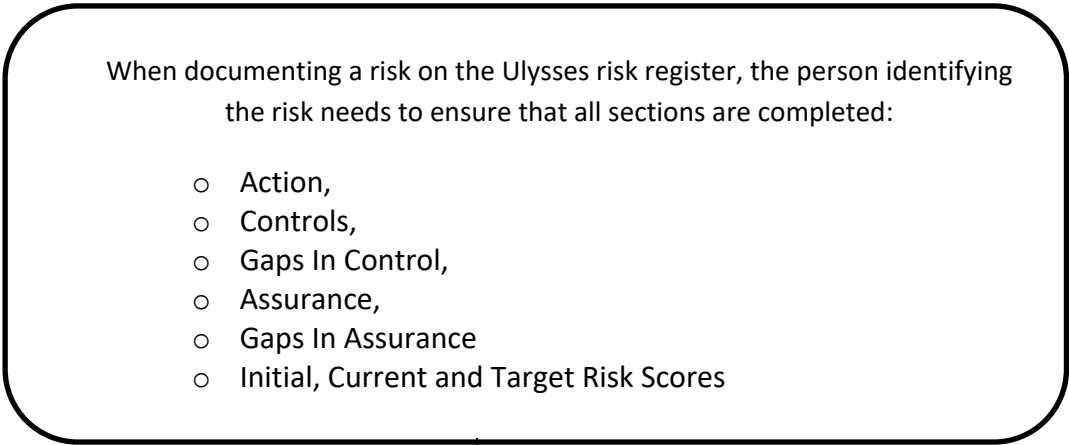 When documenting a risk on the Ulysses risk register, the person identifying
the risk needs to ensure that all sections are completed:
o Action,
o Controls,
o Gaps In Control,
o Assurance,
o Gaps In Assurance
o Initial, Current and Target Risk Scores